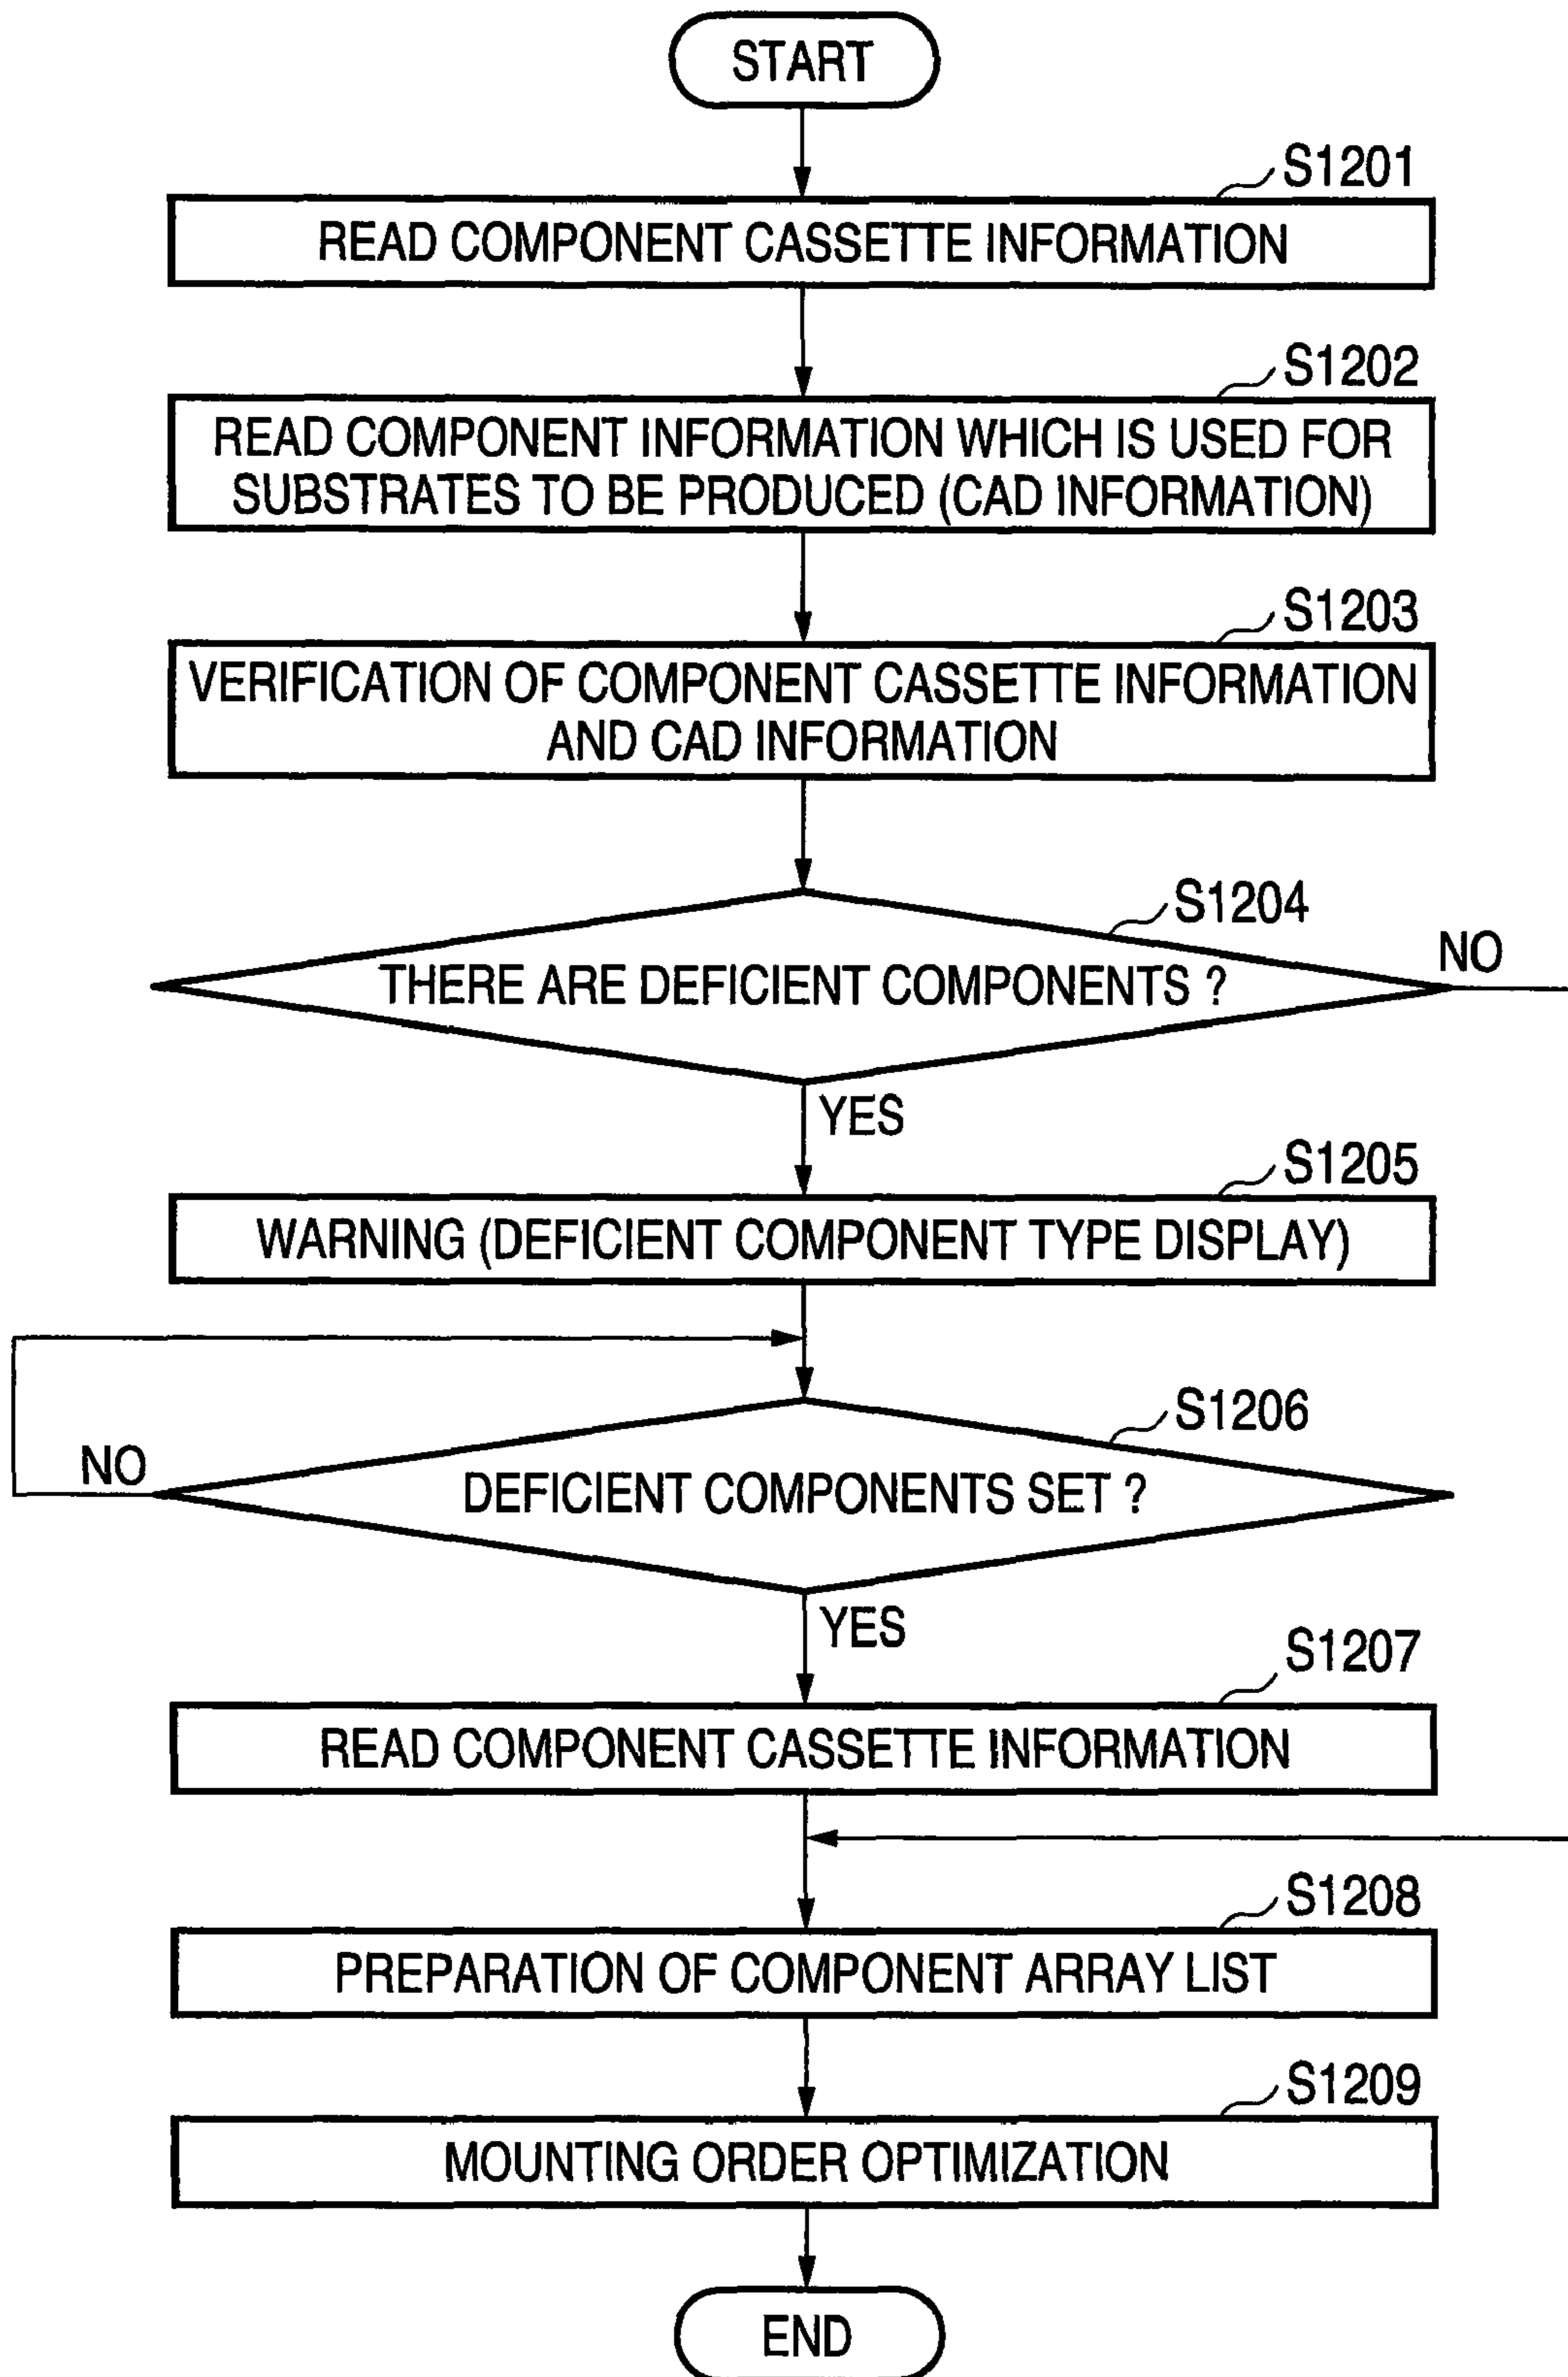 START
S1201
READ COMPONENT CASSETTE INFORMATION
S1202
READ COMPONENT INFORMATION WHICH IS USED FOR
SUBSTRATES TO BE PRODUCED (CAD INFORMATION)
S1203
VERIFICATION OF COMPONENT CASSETTE INFORMATION
AND CAD INFORMATION
S1204
NO
THERE ARE DEFICIENT COMPONENTS ?
YES
S1205
WARNING (DEFICIENT COMPONENT TYPE DISPLAY)
S1206
NO
DEFICIENT COMPONENTS SET ?
YES
S1207
READ COMPONENT CASSETTE INFORMATION
S1208
PREPARATION OF COMPONENT ARRAY LIST
S1209
MOUNTING ORDER OPTIMIZATION
END